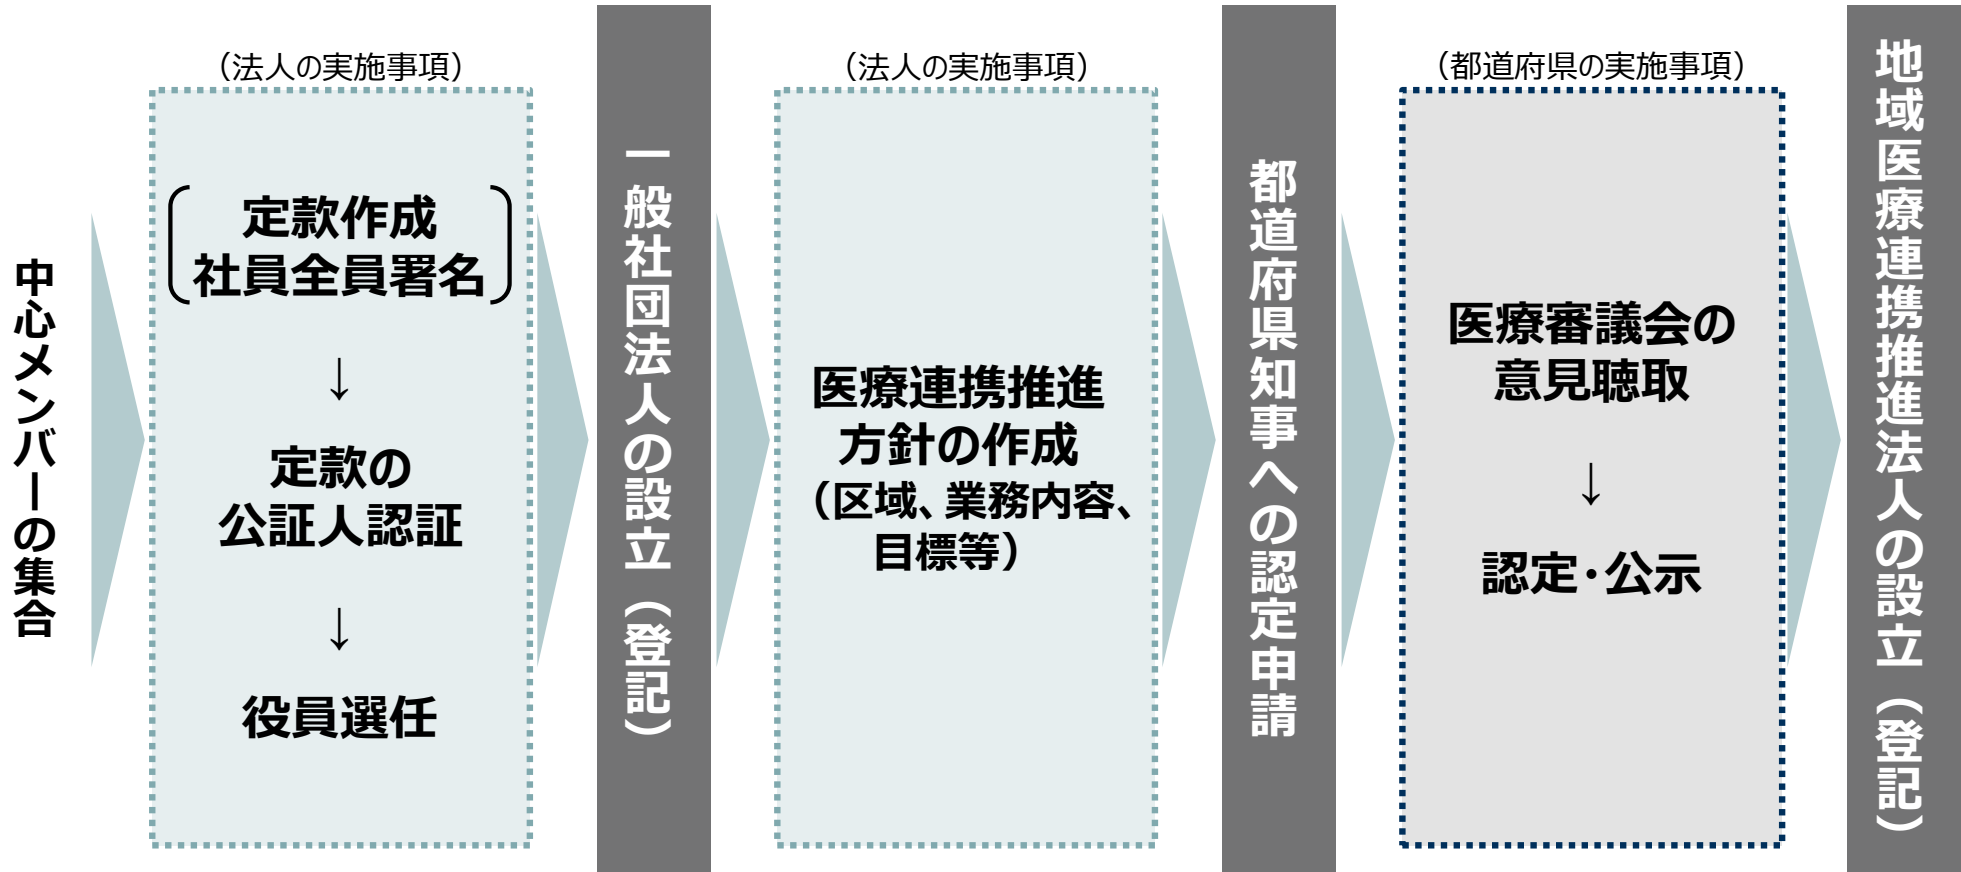 中心メンバーの集合
（法人の実施事項）
定款作成
社員全員署名
↓
定款の
公証人認証
↓
役員選任
一般社団法人の設立（登記）
（法人の実施事項）
医療連携推進
方針の作成
（区域、業務内容、
目標等）
都道府県知事への認定申請
（都道府県の実施事項）
医療審議会の
意見聴取
↓
認定・公示
地域医療連携推進法人の設立（登記）